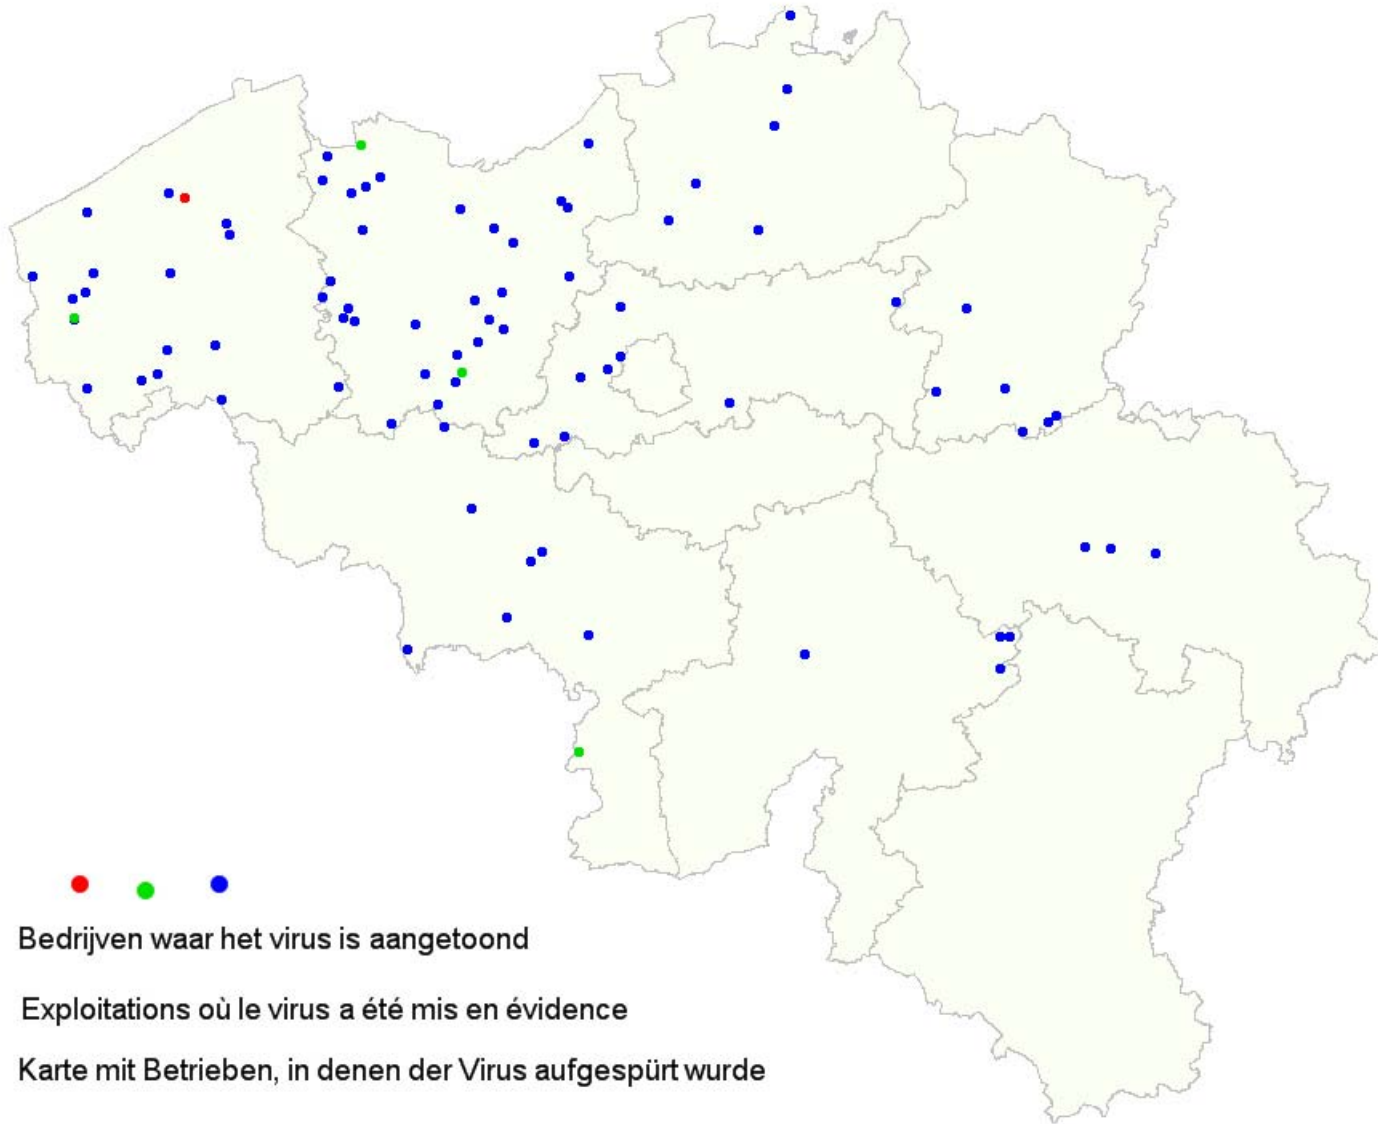 Bedrijven waar het virus is aangetoond
Exploitations où le virus a été mis en évidence
Karte mit Betrieben, in denen der Virus aufgespürt wurde